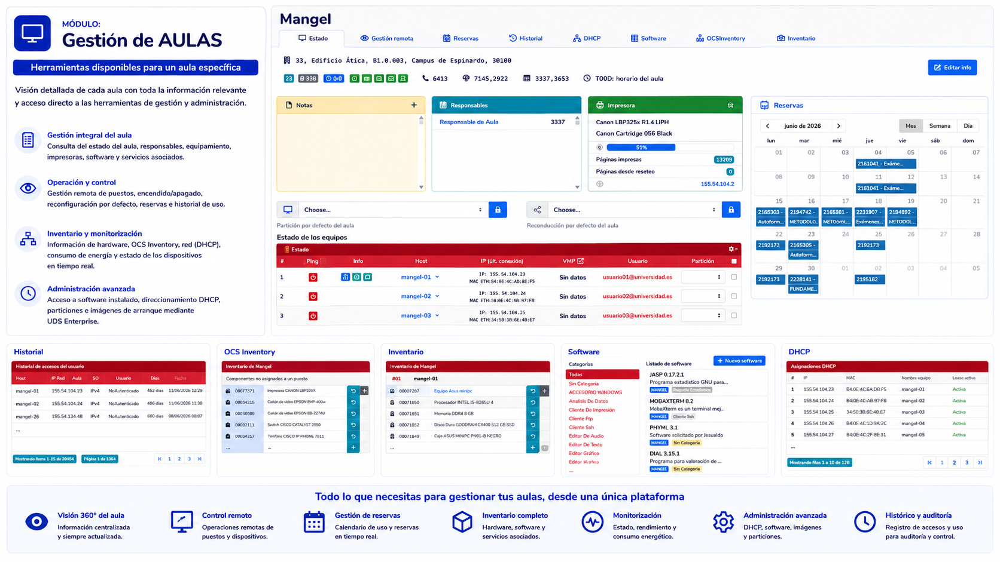 MÓDULO:
Gestión de AULAS
Herramientas disponibles para un aula específica
Visión detallada de cada aula con toda la información relevante
y acceso directo a las herramientas de gestión y administración.
Gestión integral del aula
Consulta del estado del aula, responsables, equipamiento,
impresoras, software y servicios asociados.
Operación y control
Gestión remota de puestos, encendido/apagado,
reconfiguración por defecto, reservas e historial de uso.
Inventario y monitorización
Información de hardware, OCS Inventory, red (DHCP),
consumo de energía y estado de los dispositivos
en tiempo real.
Administración avanzada
Acceso a software instalado, direccionamiento DHCP,
particiones e imágenes de arranque mediante
UDS Enterprise.
Mangel
Estado Gestión remota Reservas Historial DHCP Software OCSInventory Inventario
33, Edificio Ática, B1.0.003, Campus de Espinardo, 30100
Editar info
23 338 0·0 6413 7145,2922 3337,3653 TOOD: horario del aula
Notas +
Responsables
Responsable de Aula 3337
Impresora
Canon LBP325x R1.4 LIPH
Canon Cartridge 056 Black
51%
Páginas impresas 13209
Páginas desde reseteo 0
155.54.104.2
Choose...
Partición por defecto del aula
Choose...
Reconducción por defecto del aula
Estado de los equipos
Estado
# Ping Info Host IP (últ. conexión) VMP Usuario Partición
1 mangel-01 IP: 155.54.104.23 Sin datos usuario01@universidad.es
MAC ETH:84:0E:4C:AD:8E:F5
2 mangel-02 IP: 155.54.104.24 Sin datos usuario02@universidad.es
MAC ETH:58:0E:4C:AB:97:F8
3 mangel-03 IP: 155.54.104.25 Sin datos usuario03@universidad.es
MAC ETH:34:50:3B:6E:4B:E7
Reservas
junio de 2026 Mes Semana Día
lun mar mié jue vie sáb dom
01 02 03 04 05 06 07
2161041 - Exáme...
08 09 10 11 12 13 14
2161041 - Exáme...
15 16 17 18 19 20 21
2165303 - 2194742 - 2165301 - 2231907 - 2194892 -
Autoform... METODOLO... Exámenes... METODOL...
22 23 24 25 26 27 28
2192173 2165305 - 2192173
Autoform...
29 30 01 02 03 04 05
2192173 2228141 - 2195182
FUNDAME...
Historial
Historial de accesos del usuario
Host IP Red Aula SO Usuario Días Fecha
mangel-01 155.54.104.23 IPv4 NoAutenticado 452 días 11/06/2026 12:29
mangel-02 155.54.104.24 IPv4 NoAutenticado 406 días 11/06/2026 11:38
mangel-26 155.54.134.48 IPv4 NoAutenticado 600 días 08/06/2026 08:07
...
Mostrando ítems 1-15 de 20454 Página 1 de 1364 1 2 3
OCS Inventory
Inventario de Mangel
Componentes no asignados a un puesto
00077371 Impresora CANON LBP335X
00034215 Cañón de vídeo EPSON EMP-400w
00050989 Cañón de vídeo EPSON EB-2274U
00082111 Switch CISCO CATALYST 2950
00034217 Teléfono CISCO IP PHONE 7911
... ...
Inventario
Inventario de Mangel
#01 mangel-01
00007287 Equipo Asus minipc
00071050 Procesador INTEL I5-8265U 4
00071851 Memoria DDR4 8 GB
00071852 Disco Duro GOODRAM CX400 512 GB SSD
00071849 Caja ASUS MINIPC PN61-B NEGRO
...
Software
Categorías
Todas
Sin Categoría
ACCESORIO WINDOWS
Analisis De Datos
Cliente De Impresión
Cliente Ftp
Cliente Ssh
Editor De Audio
Editor De Texto
Editor Gráfico
Editor
...
Listado de software + Nuevo software
JASP 0.17.2.1
Programa estadístico GNU para...
MANGEL Paquete Estadístico
MOBAXTERM 8.2
MobaXterm es un terminal mej...
MANGEL Cliente Ssh
PHYML 3.1
Software solicitado por Jesualdo
MANGEL Sin Categoría
DIAL 3.15.1
Programa para valoración de ...
MANGEL Sin Categoría
DHCP
Asignaciones DHCP
# IP MAC Nombre equipo Lease activo
1 155.54.104.23 B4:0E:4C:6A:D8:F5 mangel-01 Activa
2 155.54.104.24 B4:0E:4C:AB:97:F8 mangel-02 Activa
3 155.54.104.25 34:50:3B:6E:4B:E7 mangel-03 Activa
4 155.54.104.26 B4:0E:4C:1D:9A:2C mangel-04 Activa
5 155.54.104.27 B4:0E:4C:2F:8E:31 mangel-05 Activa
...
Mostrando filas 1 a 10 de 128 1 2 3
Todo lo que necesitas para gestionar tus aulas, desde una única plataforma
Visión 360° del aula
Información centralizada
y siempre actualizada.
Control remoto
Operaciones remotas de
puestos y dispositivos.
Gestión de reservas
Calendario de uso y reservas
en tiempo real.
Inventario completo
Hardware, software y
servicios asociados.
Monitorización
Estado, rendimiento y
consumo energético.
Administración avanzada
DHCP, software, imágenes
y particiones.
Histórico y auditoría
Registro de accesos y uso
para auditoría y control.